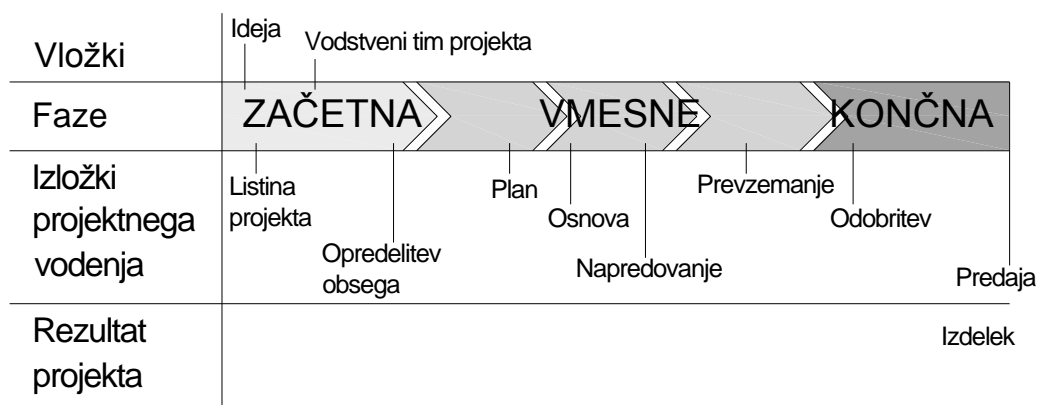 Vložki
Ideja
Vodstveni tim projekta
Faze
ZAČETNA
VMESNE
KONČNA
Izložki
projektnega
vodenja
Listina
projekta
Opredelitev
obsega
Plan
Osnova
Napredovanje
Prevzemanje
Odobritev
Predaja
Rezultat
projekta
Izdelek